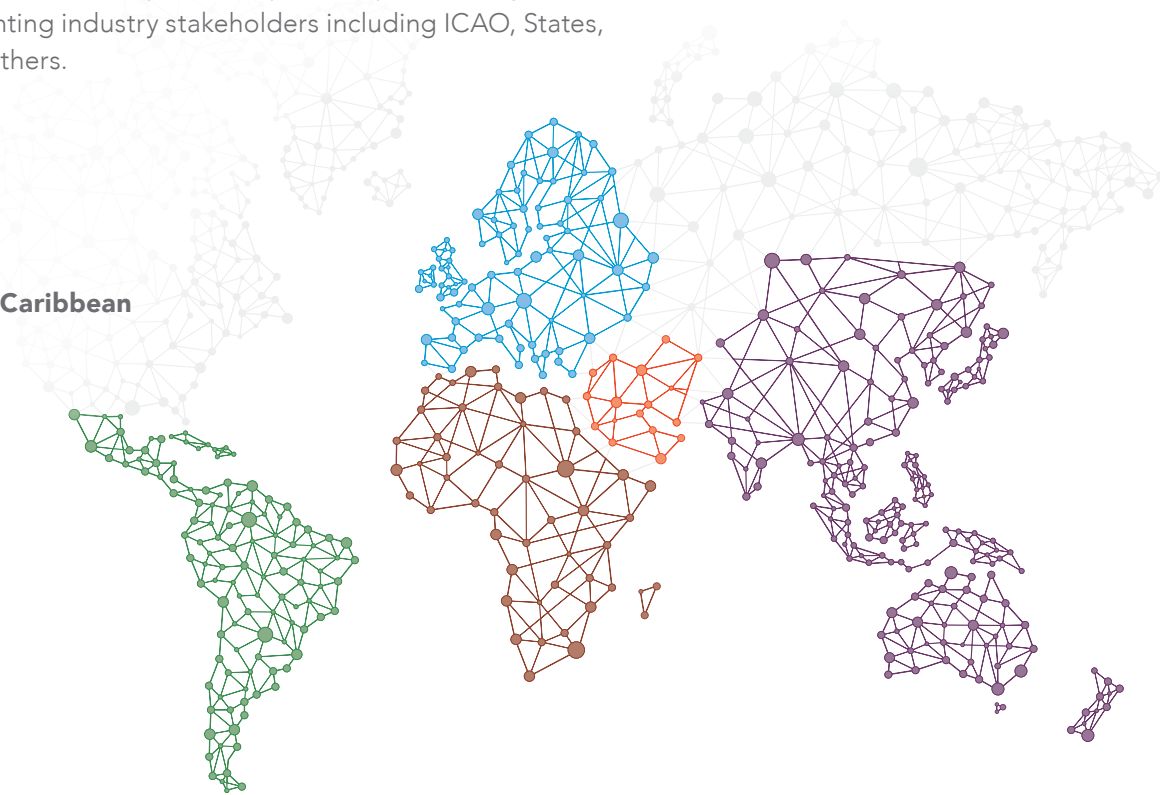 nting industry stakeholders including ICAO, States,
thers.
Caribbean